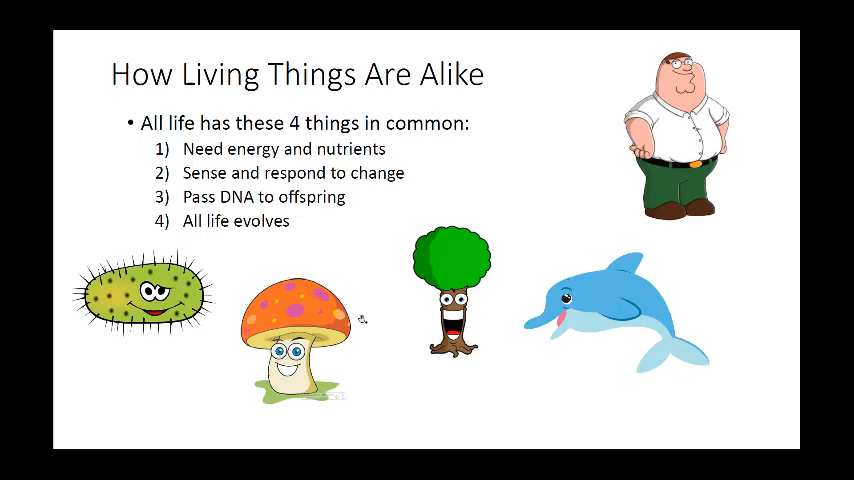 How Living Things Are Alike
• All life has these 4 things in common:
1) Need energy and nutrients
2) Sense and respond to change
3) Pass DNA to offspring
4) All life evolves